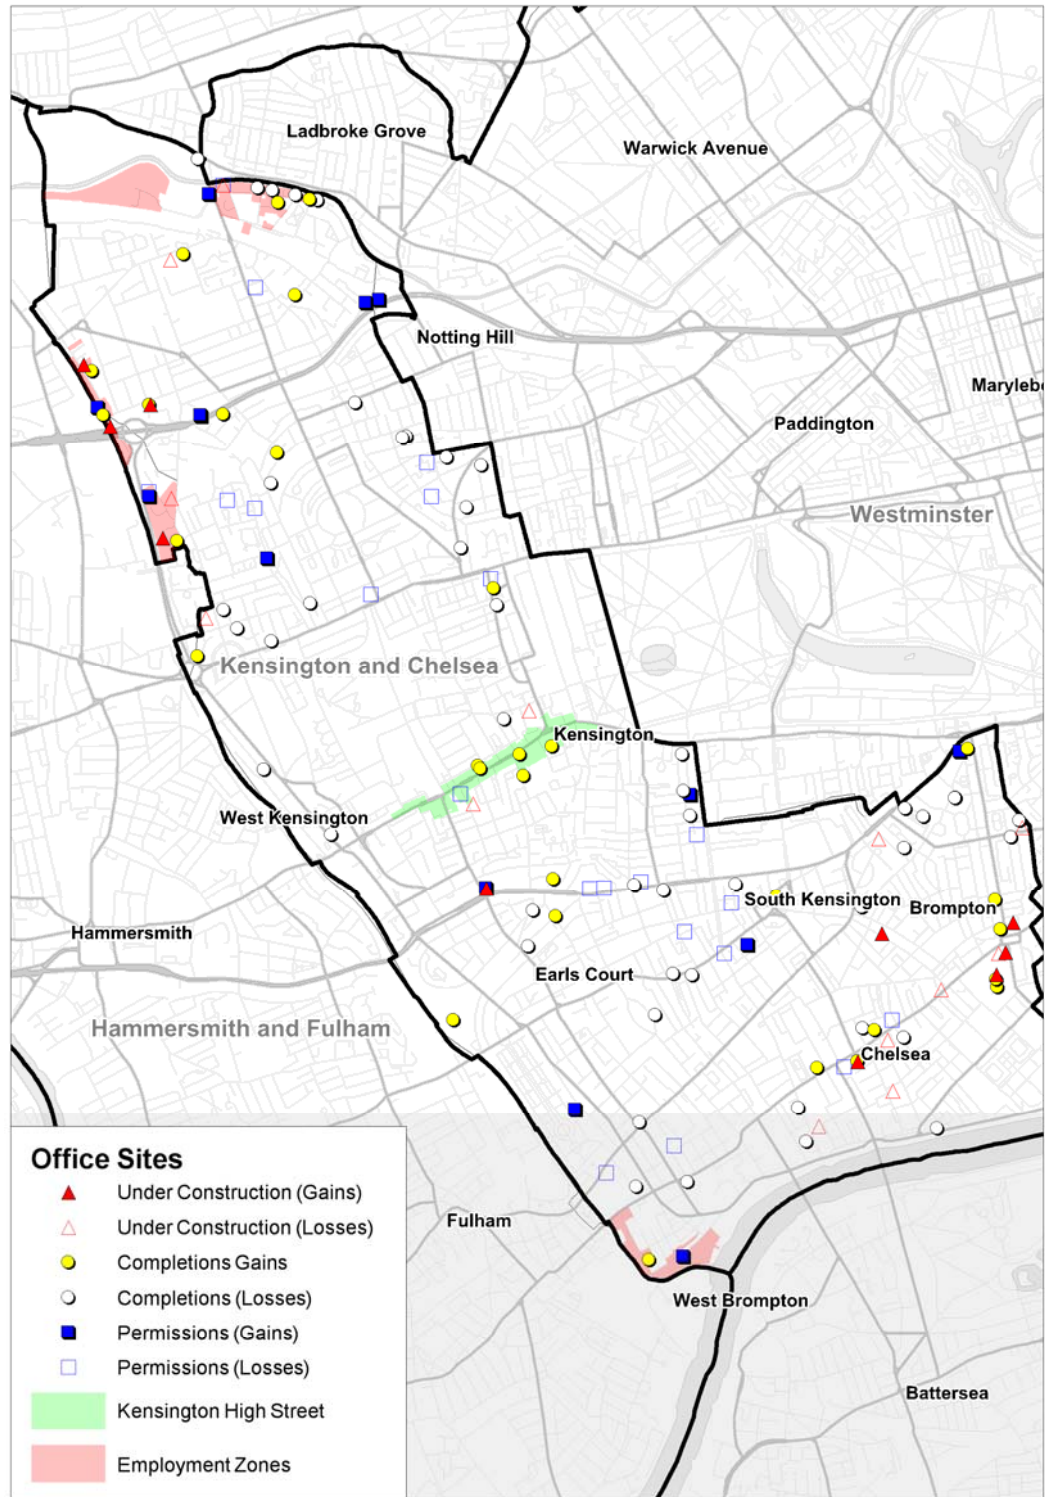 Ladbroke Grove
Warwick Avenue
Notting Hill
Marylebo
Paddington
Westminster
Kensington and Chelsea
Kensington
West Kensington
South Kensington
Brompton
Hammersmith
Earls Court
Hammersmith and Fulham
Chelsea
Office Sites
Under Construction (Gains)
Under Construction (Losses)
Completions Gains
Completions (Losses)
Permissions (Gains)
Permissions (Losses)
Kensington High Street
Employment Zones
Fulham
West Brompton
Battersea